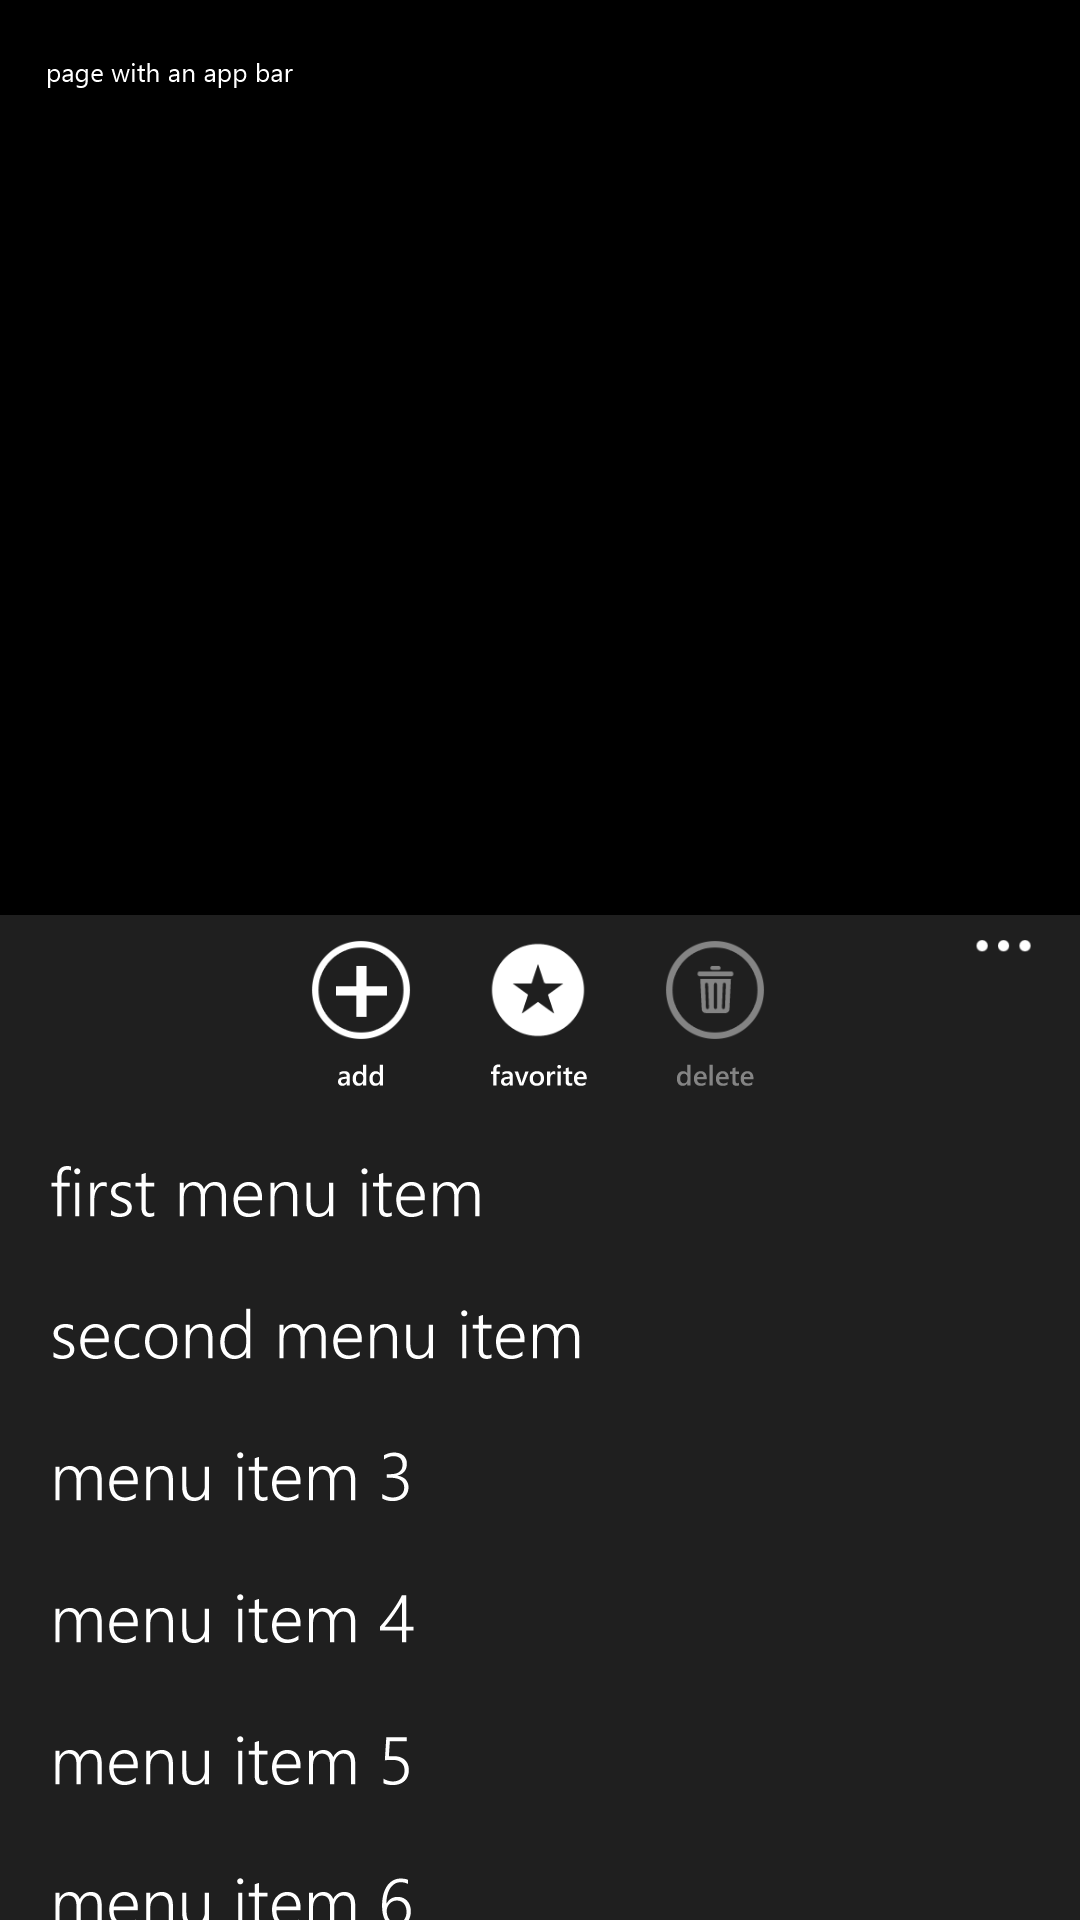 page with an app bar
add favorite delete
first menu item
second menu item
menu item 3
menu item 4
menu item 5
menu item 6